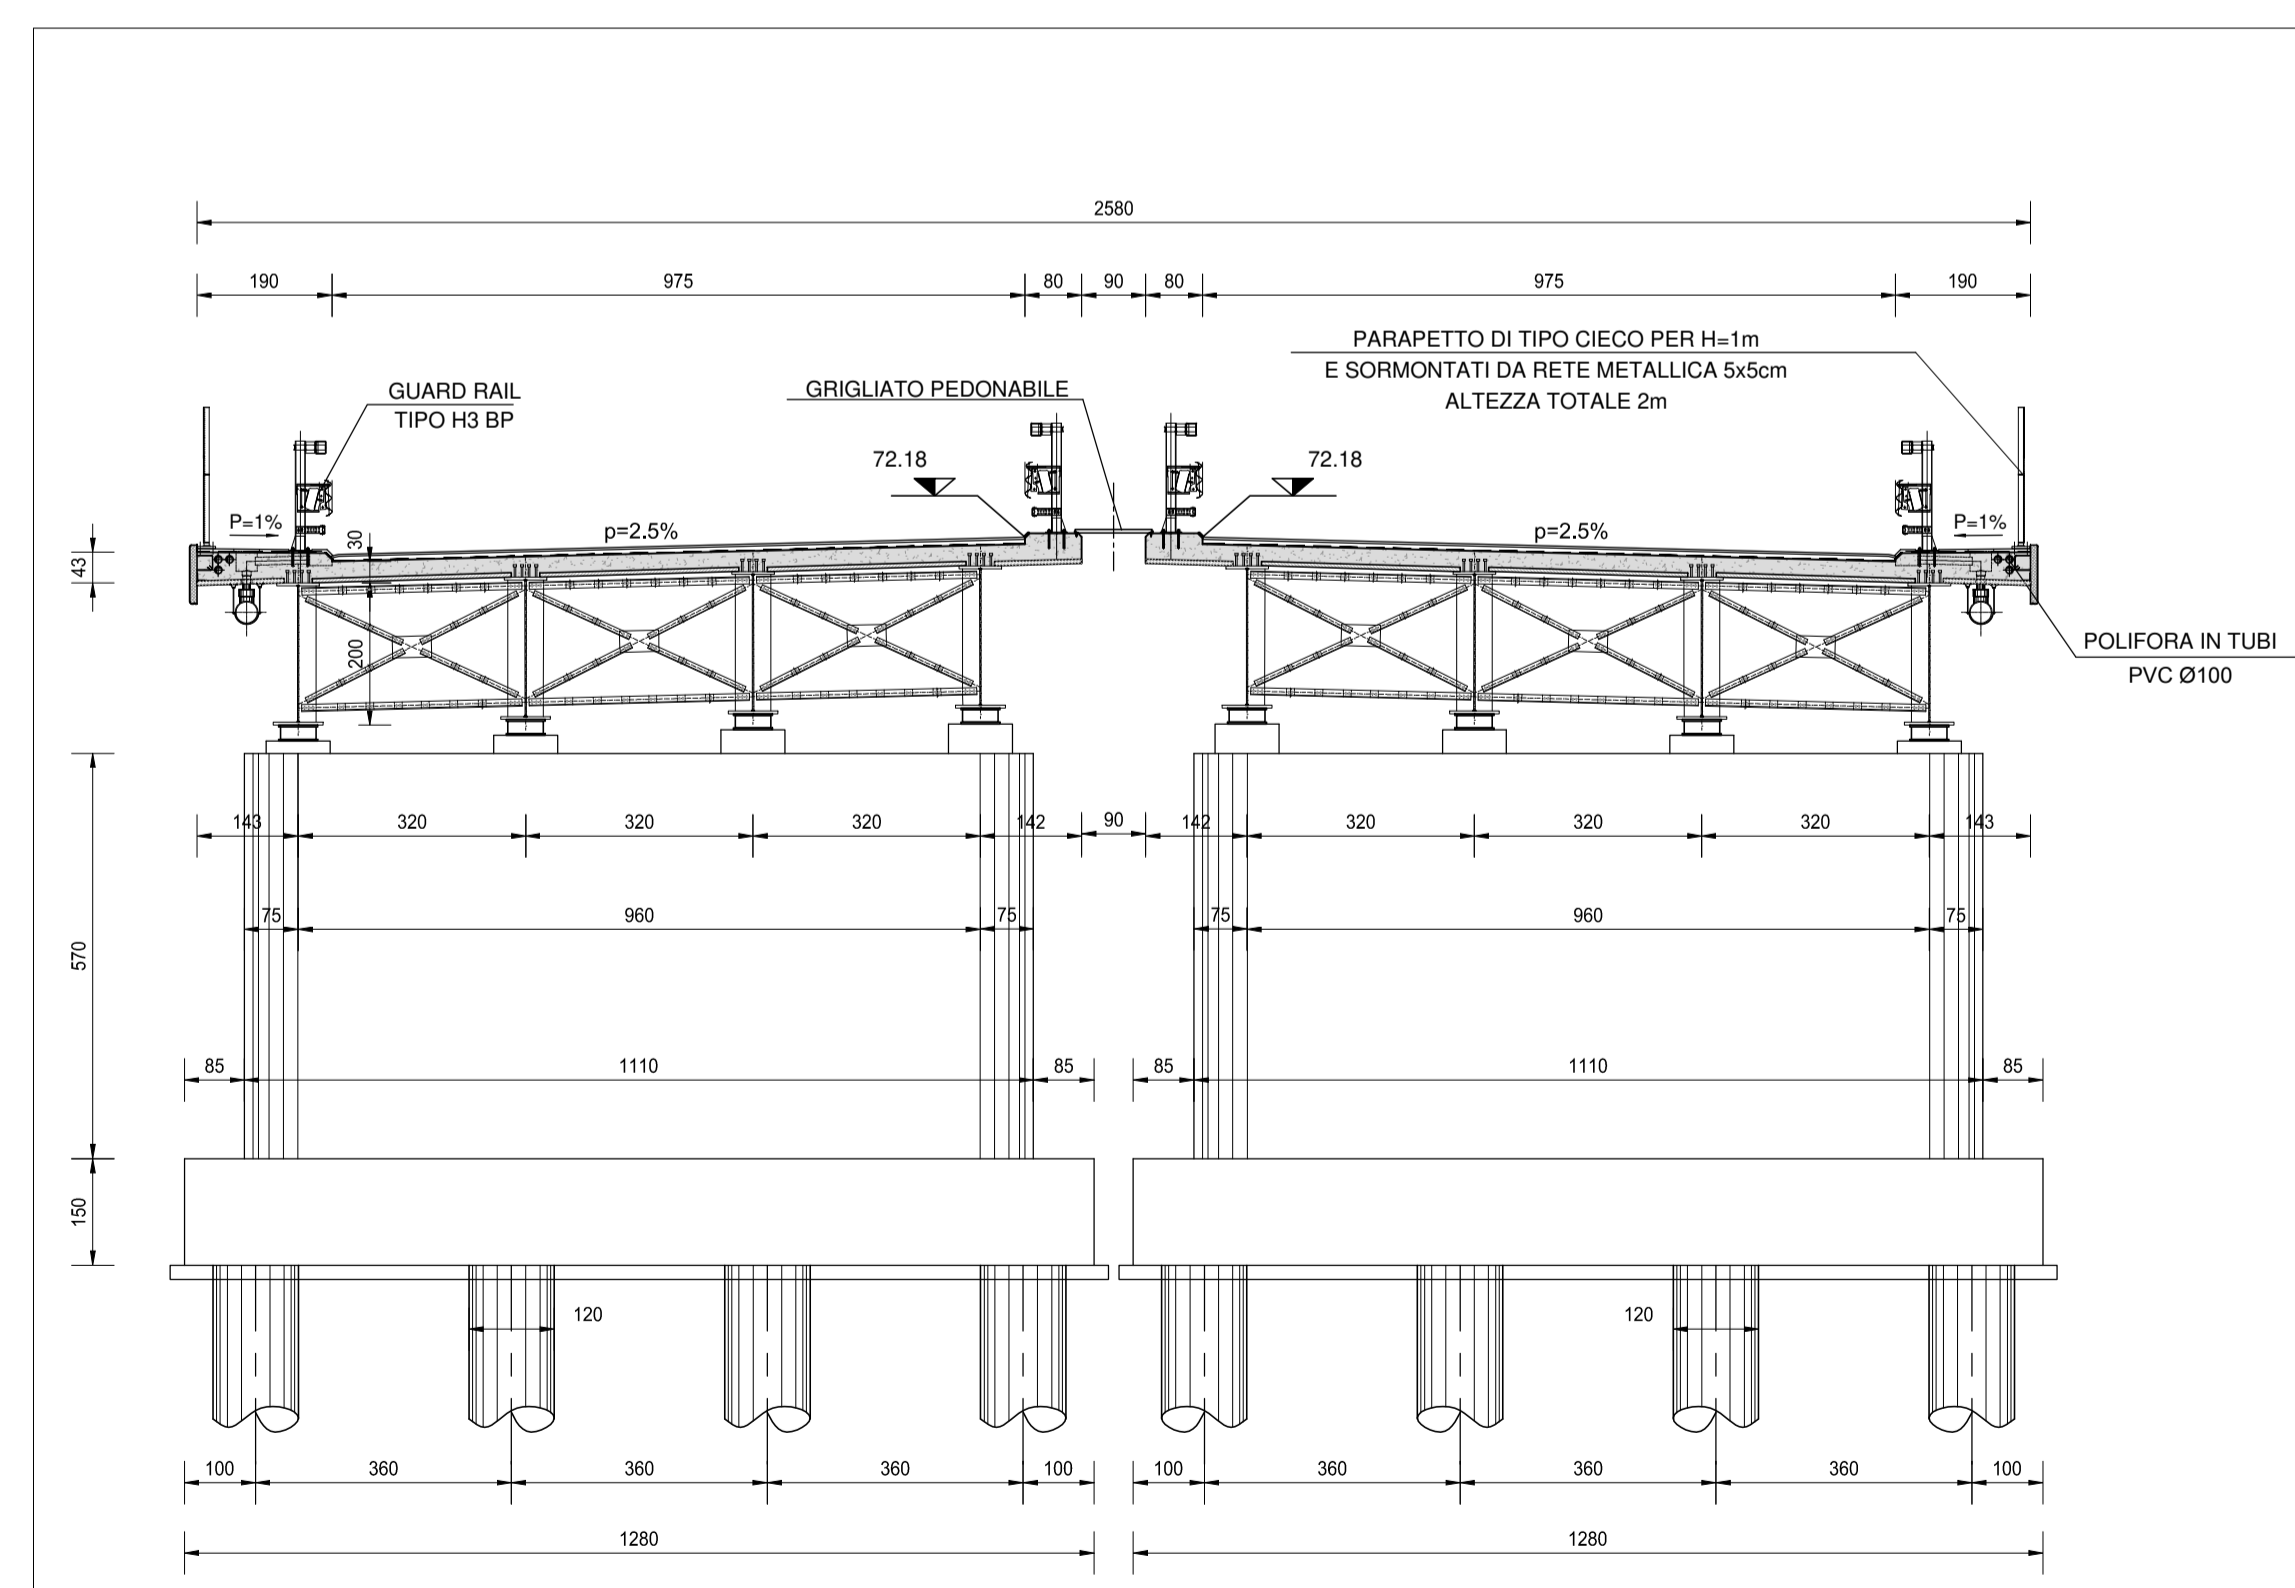 2580
190 975 80 90 80 975 190
PARAPETTO DI TIPO CIECO PER H=1m
E SORMONTATI DA RETE METALLICA 5x5cm
ALTEZZA TOTALE 2m
GUARD RAIL
TIPO H3 BP
GRIGLIATO PEDONABILE
72.18 72.18
P=1% p=2.5% p=2.5% P=1%
30
43
200
POLIFORA IN TUBI
PVC Ø100
143 320 320 320 142 90 142 320 320 320 143
75 960 75 75 960 75
570
85 1110 85 85 1110 85
150
120 120
100 360 360 360 100 100 360 360 360 100
1280 1280